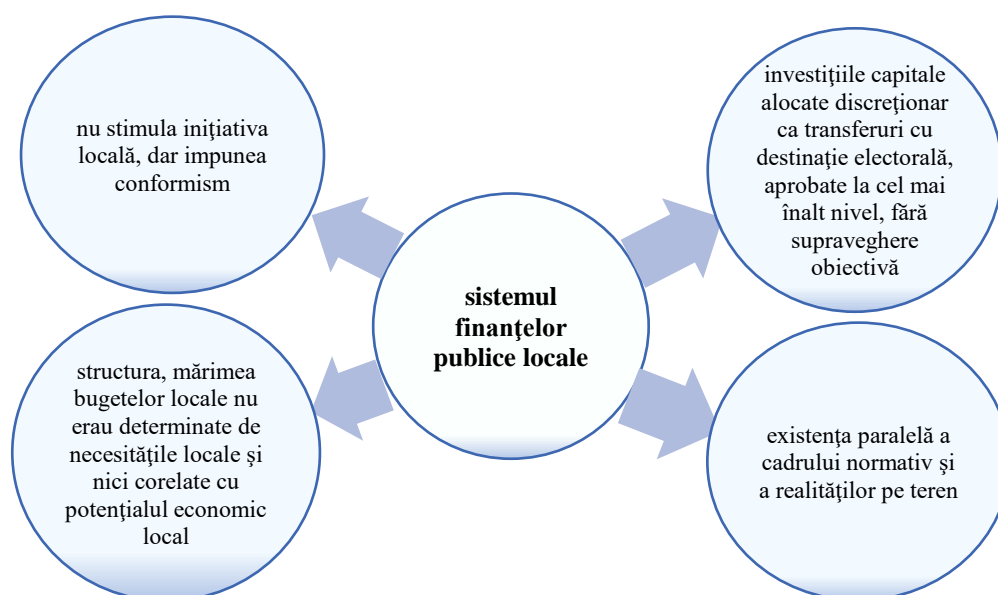 nu stimula iniţiativa
locală, dar impunea
conformism
investiţiile capitale
alocate discreţionar
ca transferuri cu
destinaţie electorală,
aprobate la cel mai
înalt nivel, fără
supraveghere
obiectivă
sistemul
finanţelor
publice locale
structura, mărimea
bugetelor locale nu
erau determinate de
necesităţile locale şi
nici corelate cu
potenţialul economic
local
existenţa paralelă a
cadrului normativ şi
a realităţilor pe teren